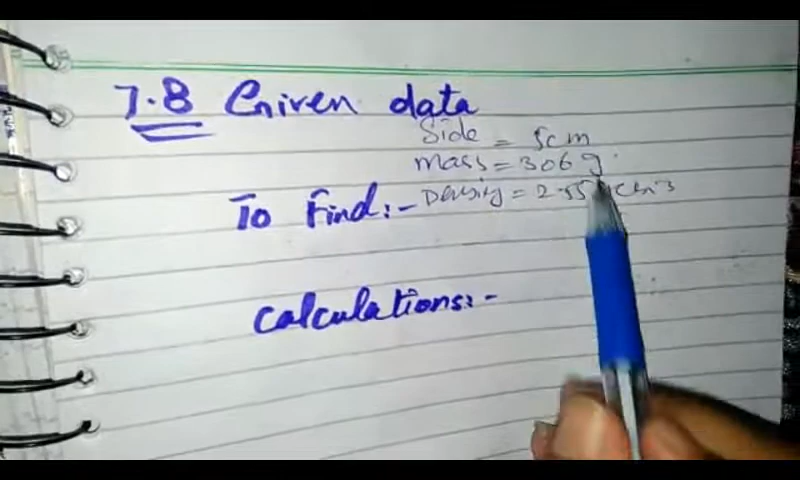 7.8 Given data
Side = 5cm
mass = 306 g
To Find:- Density = 2.55
Calculations:-